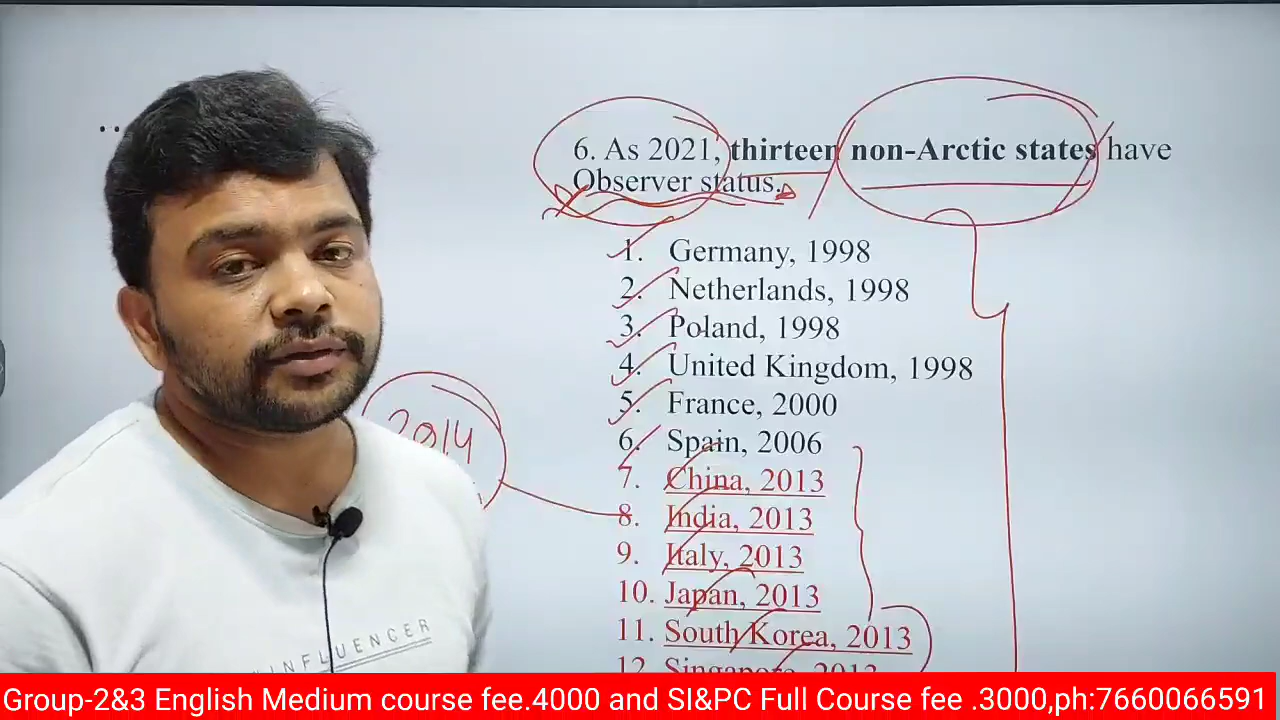 6. As 2021, thirteen non-Arctic states have
Observer status.
1. Germany, 1998
2. Netherlands, 1998
3. Poland, 1998
4. United Kingdom, 1998
5. France, 2000
6. Spain, 2006
2014
7. China, 2013
8. India, 2013
9. Italy, 2013
10. Japan, 2013
11. South Korea, 2013
12. Singapore, 2013
INFLUENCER
Group-2&3 English Medium course fee.4000 and SI&PC Full Course fee .3000,ph:7660066591